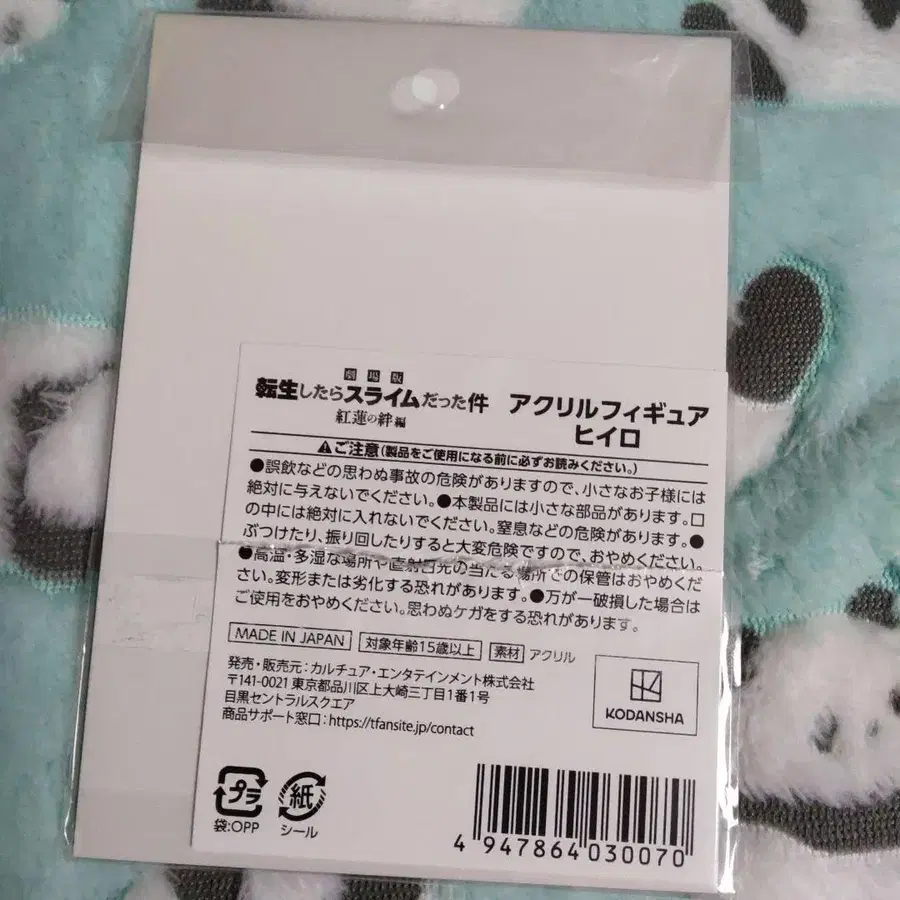 劇場版
転生したらスライムだった件 アクリルフィギュア
紅蓮の絆編 ヒイロ
⚠ご注意(製品をご使用になる前に必ずお読みください。)
●誤飲などの思わぬ事故の危険がありますので、小さなお子様には
絶対に与えないでください。●本製品には小さな部品があります。口
の中には絶対に入れないでください。窒息などの危険があります。●
ぶつけたり、振り回したりすると大変危険ですので、おやめください。
●高温・多湿な場所や直射日光の当たる場所での保管はおやめくだ
さい。変形または劣化する恐れがあります。●万が一破損した場合は
ご使用をおやめください。思わぬケガをする恐れがあります。
MADE IN JAPAN 対象年齢15歳以上 素材 アクリル
発売・販売元:カルチュア・エンタテインメント株式会社
〒141-0021 東京都品川区上大崎三丁目1番1号
目黒セントラルスクエア
商品サポート窓口:https://tfansite.jp/contact
KODANSHA
プラ 紙
袋:OPP シール
4 947864 030070